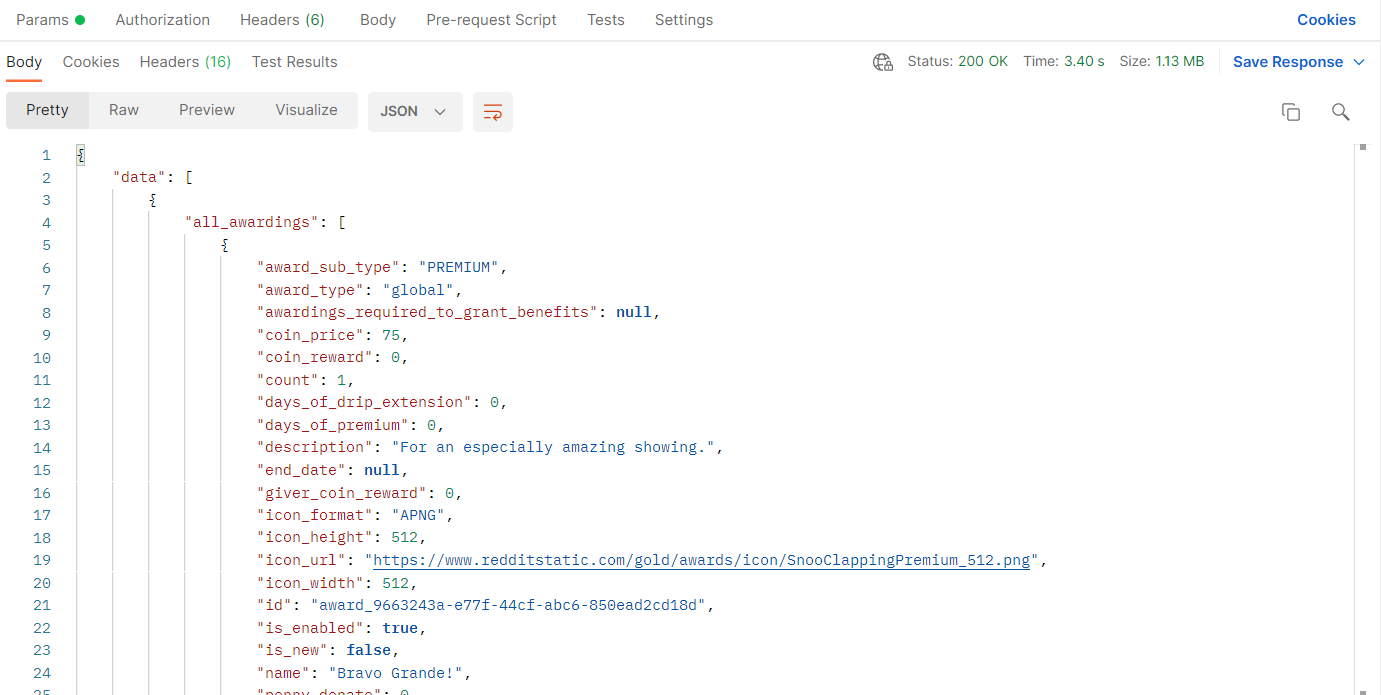 Params Authorization Headers (6) Body Pre-request Script Tests Settings Cookies
Body Cookies Headers (16) Test Results Status: 200 OK Time: 3.40 s Size: 1.13 MB Save Response
Pretty Raw Preview Visualize JSON
1 {
2 "data": [
3 {
4 "all_awardings": [
5 {
6 "award_sub_type": "PREMIUM",
7 "award_type": "global",
8 "awardings_required_to_grant_benefits": null,
9 "coin_price": 75,
10 "coin_reward": 0,
11 "count": 1,
12 "days_of_drip_extension": 0,
13 "days_of_premium": 0,
14 "description": "For an especially amazing showing.",
15 "end_date": null,
16 "giver_coin_reward": 0,
17 "icon_format": "APNG",
18 "icon_height": 512,
19 "icon_url": "https://www.redditstatic.com/gold/awards/icon/SnooClappingPremium_512.png",
20 "icon_width": 512,
21 "id": "award_9663243a-e77f-44cf-abc6-850ead2cd18d",
22 "is_enabled": true,
23 "is_new": false,
24 "name": "Bravo Grande!",
25 "penny_donate": 0